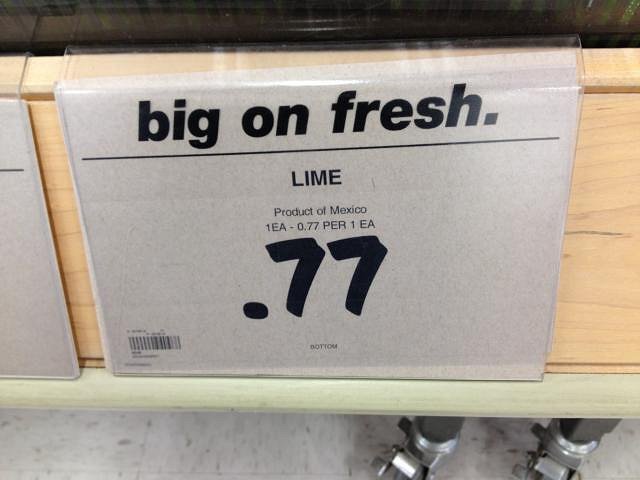 big on fresh.
LIME
Product of Mexico
1EA - 0.77 PER 1 EA
.77
BOTTOM